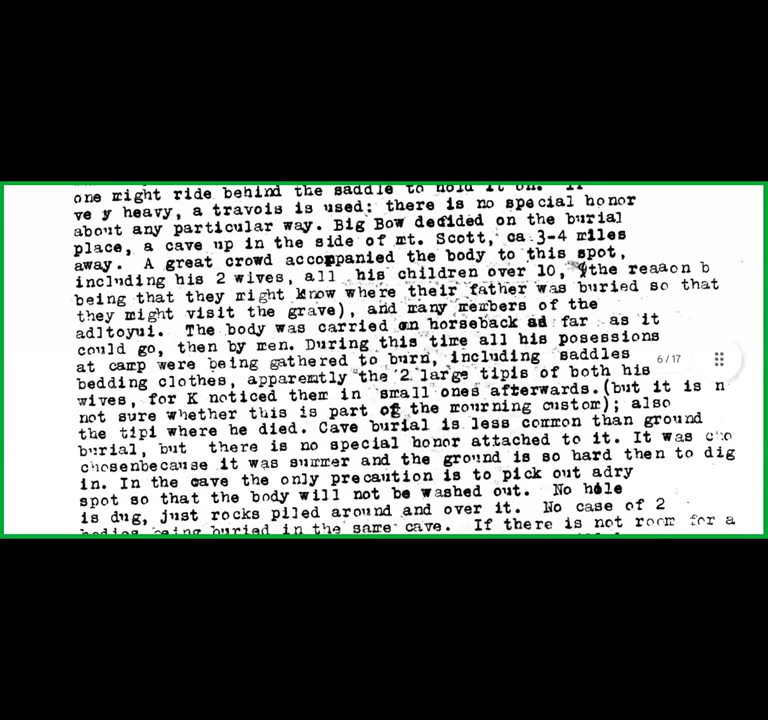 one might ride behind the saddle to hold it on. If
ve y heavy, a travois is used: there is no special honor
about any particular way. Big Bow dedided on the burial
place, a cave up in the side of mt. Scott, ca 3-4 miles
away. A great crowd accompanied the body to this spot,
including his 2 wives, all his children over 10, (the reaaon b
being that they might know where their father was buried so that
they might visit the grave), and many members of the
adltoyui. The body was carried on horseback ad far as it
could go, then by men. During this time all his posessions
at camp were being gathered to burn, including saddles
6/17
bedding clothes, apparemtly the 2 large tipis of both his
wives, for K noticed them in small ones afterwards.(but it is n
not sure whether this is part of the mourning custom); also
the tipi where he died. Cave burial is less common than ground
burial, but there is no special honor attached to it. It was cho
chosenbecause it was summer and the ground is so hard then to dig
in. In the cave the only precaution is to pick out adry
spot so that the body will not be washed out. No hole
is dug, just rocks piled around and over it. No case of 2
bodies being buried in the same cave. If there is not room for a